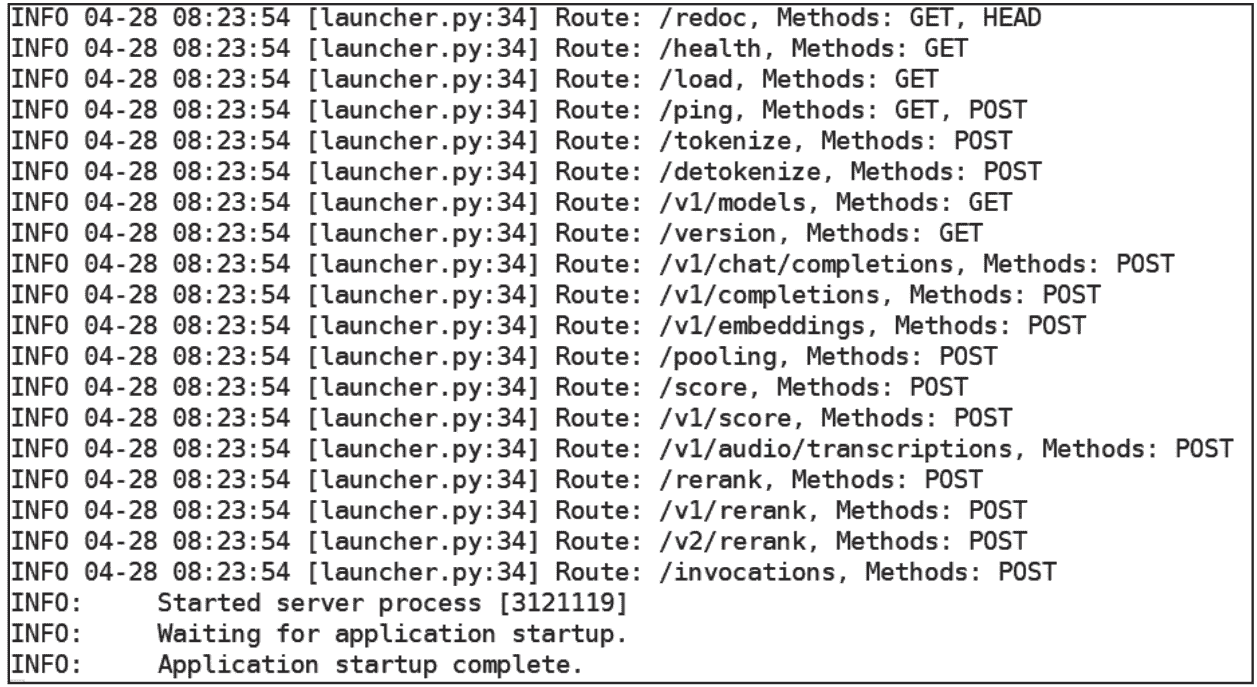 INFO 04-28 08:23:54 [launcher.py:34] Route: /redoc, Methods: GET, HEAD
INFO 04-28 08:23:54 [launcher.py:34] Route: /health, Methods: GET
INFO 04-28 08:23:54 [launcher.py:34] Route: /load, Methods: GET
INFO 04-28 08:23:54 [launcher.py:34] Route: /ping, Methods: GET, POST
INFO 04-28 08:23:54 [launcher.py:34] Route: /tokenize, Methods: POST
INFO 04-28 08:23:54 [launcher.py:34] Route: /detokenize, Methods: POST
INFO 04-28 08:23:54 [launcher.py:34] Route: /v1/models, Methods: GET
INFO 04-28 08:23:54 [launcher.py:34] Route: /version, Methods: GET
INFO 04-28 08:23:54 [launcher.py:34] Route: /v1/chat/completions, Methods: POST
INFO 04-28 08:23:54 [launcher.py:34] Route: /v1/completions, Methods: POST
INFO 04-28 08:23:54 [launcher.py:34] Route: /v1/embeddings, Methods: POST
INFO 04-28 08:23:54 [launcher.py:34] Route: /pooling, Methods: POST
INFO 04-28 08:23:54 [launcher.py:34] Route: /score, Methods: POST
INFO 04-28 08:23:54 [launcher.py:34] Route: /v1/score, Methods: POST
INFO 04-28 08:23:54 [launcher.py:34] Route: /v1/audio/transcriptions, Methods: POST
INFO 04-28 08:23:54 [launcher.py:34] Route: /rerank, Methods: POST
INFO 04-28 08:23:54 [launcher.py:34] Route: /v1/rerank, Methods: POST
INFO 04-28 08:23:54 [launcher.py:34] Route: /v2/rerank, Methods: POST
INFO 04-28 08:23:54 [launcher.py:34] Route: /invocations, Methods: POST
INFO:     Started server process [3121119]
INFO:     Waiting for application startup.
INFO:     Application startup complete.